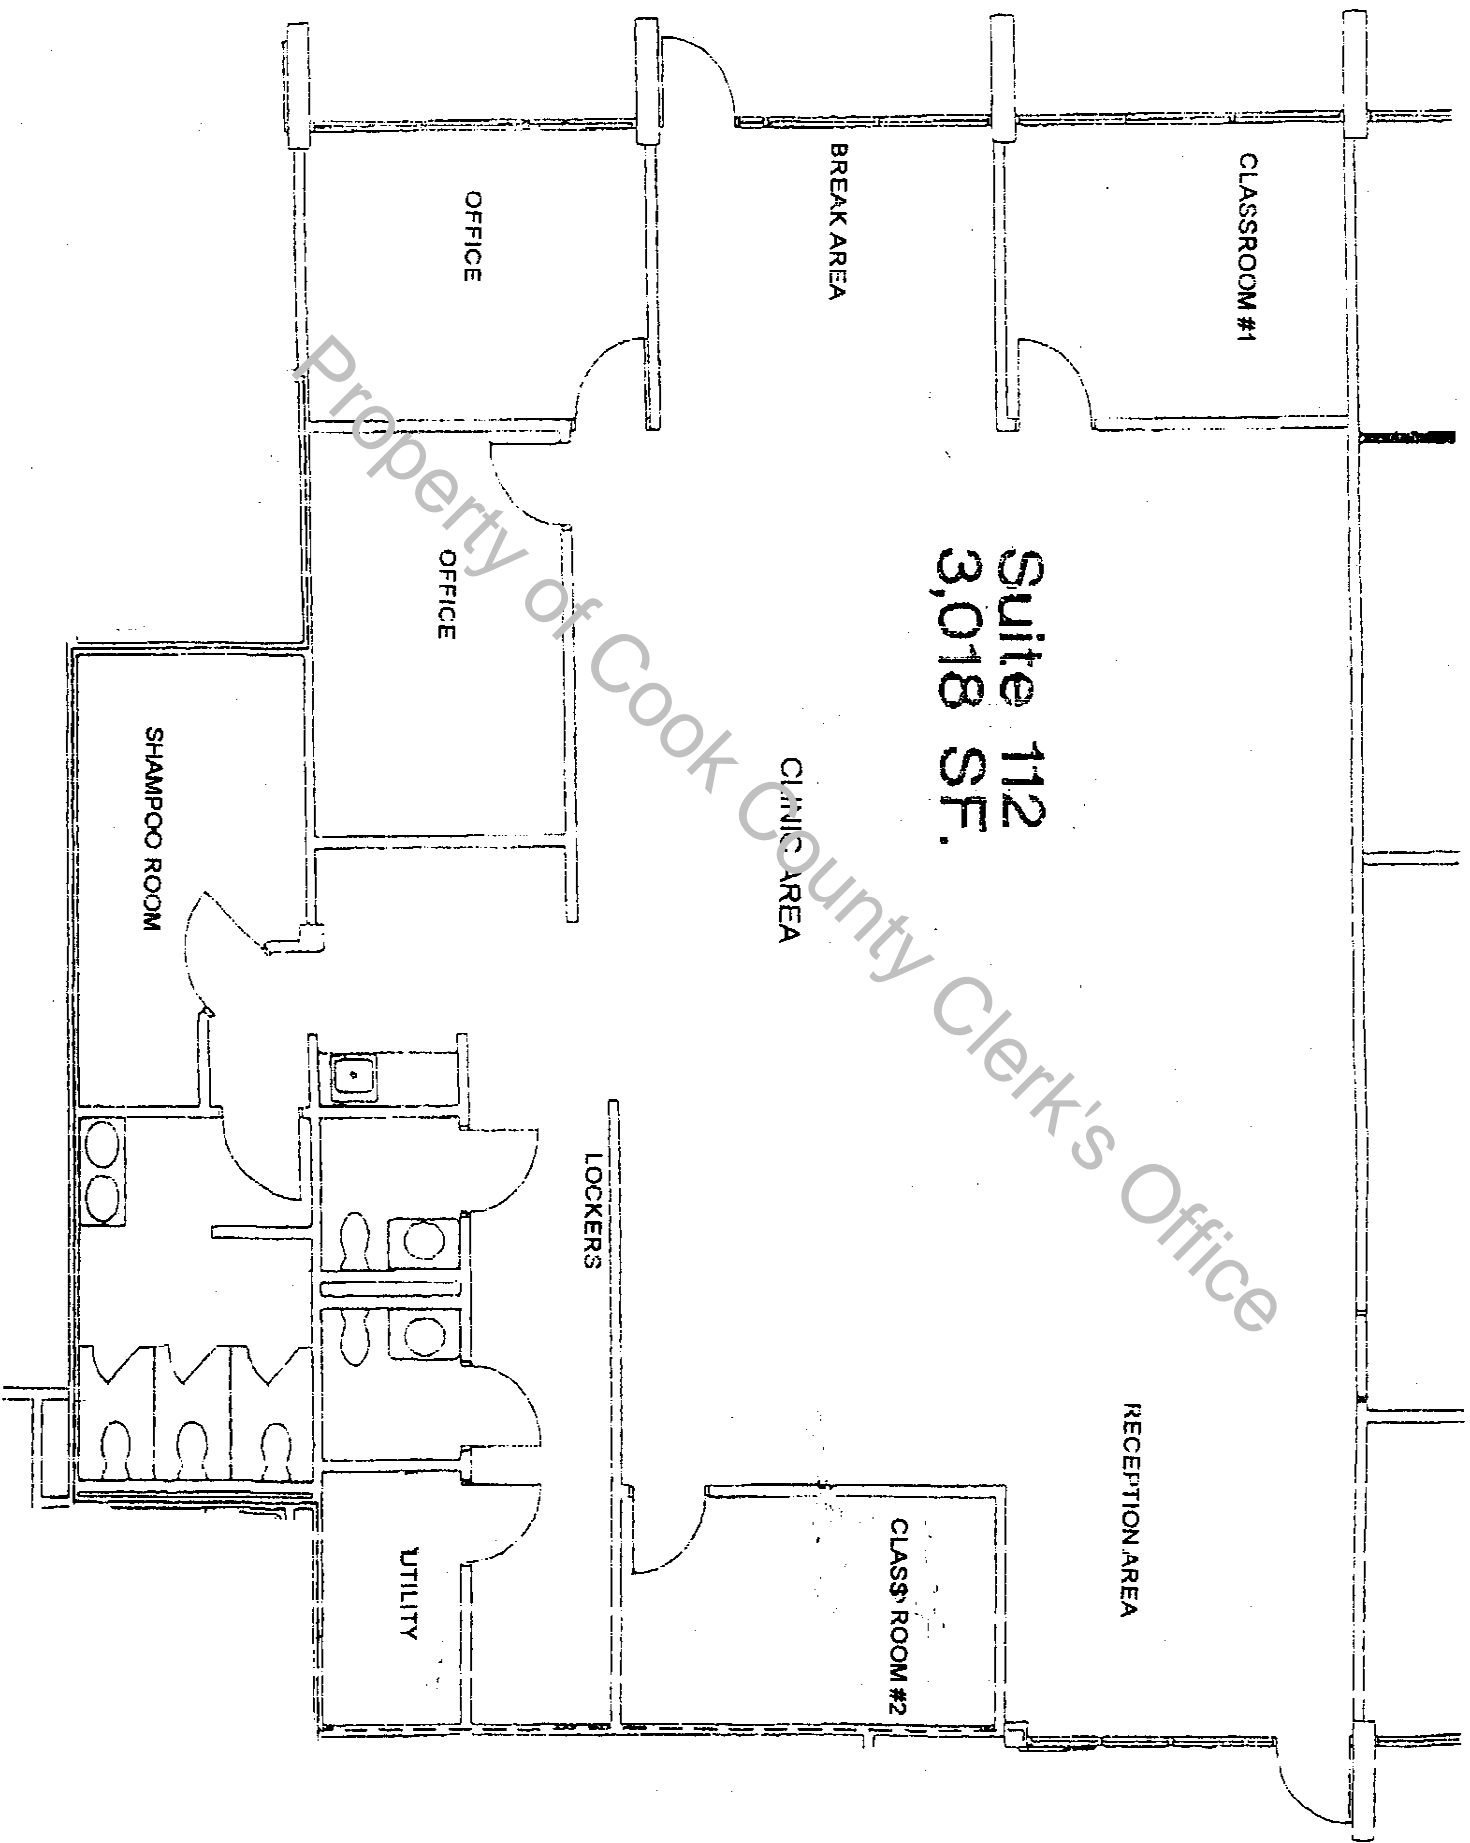 CLASSROOM #1
BREAK AREA
OFFICE
Suite 112
3,018 SF.
OFFICE
CLINIC AREA
SHAMPOO ROOM
LOCKERS
RECEPTION AREA
CLASS ROOM #2
UTILITY
Property of Cook County Clerk's Office